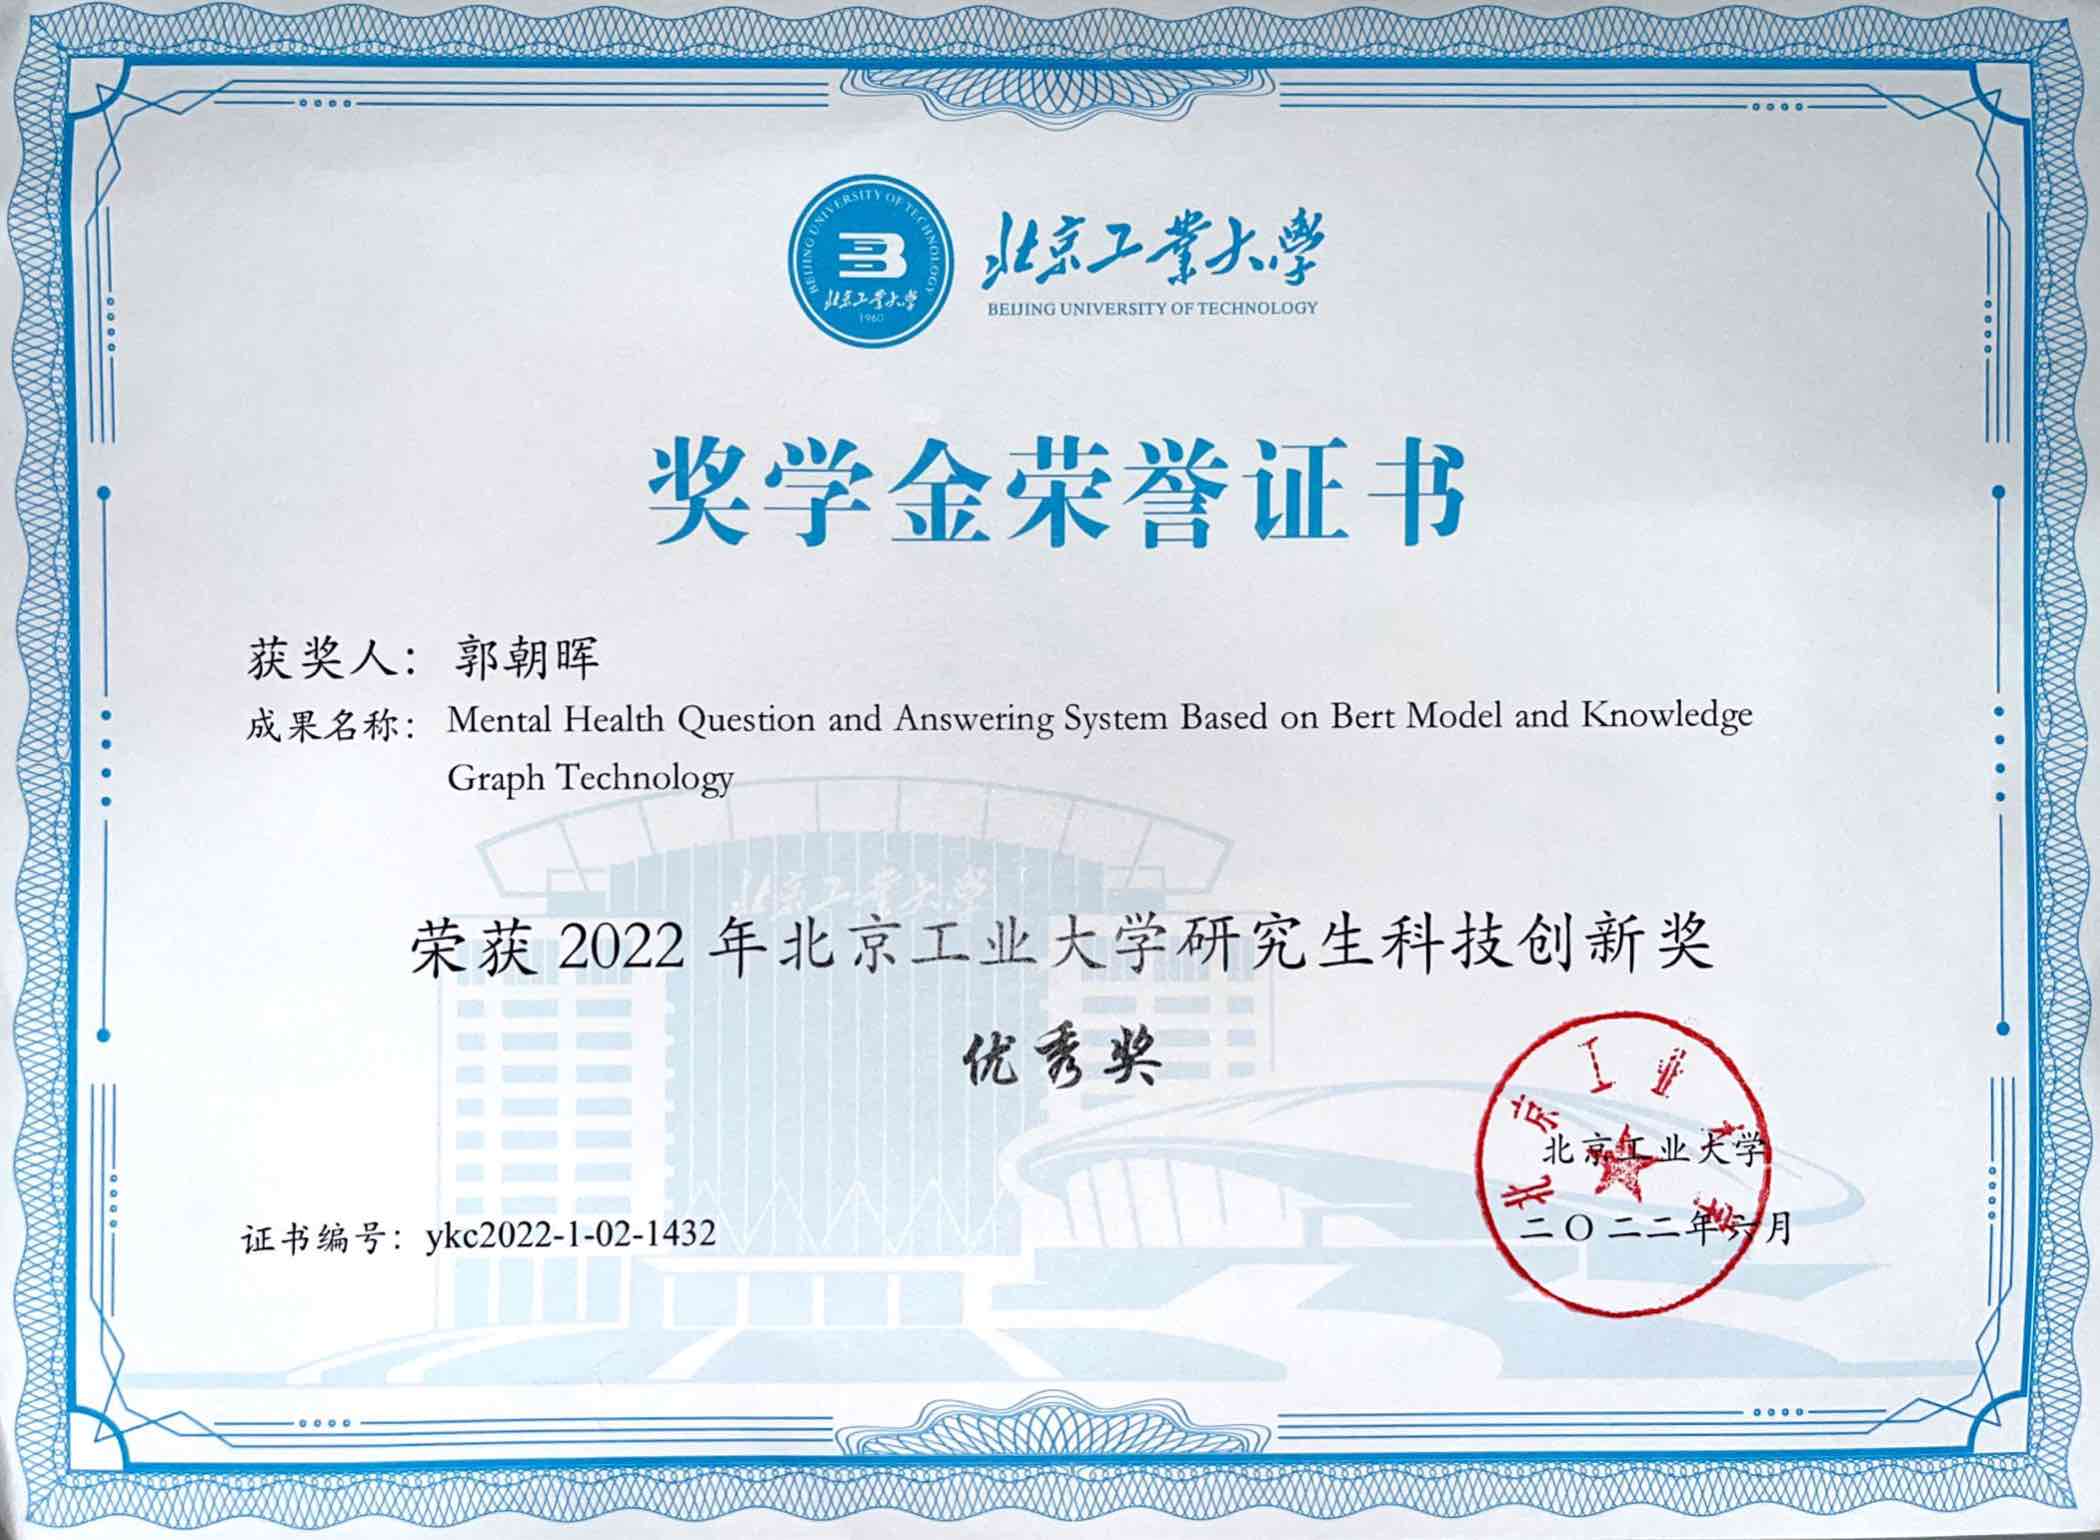 BEIJING UNIVERSITY OF TECHNOLOGY
北京工业大学
1960
北京工業大學
BEIJING UNIVERSITY OF TECHNOLOGY
奖学金荣誉证书
获奖人：郭朝晖
成果名称：Mental Health Question and Answering System Based on Bert Model and Knowledge
Graph Technology
北京工業大學
荣获 2022 年北京工业大学研究生科技创新奖
优秀奖
北京工业大学
北京工业大学
证书编号：ykc2022-1-02-1432
二〇二二年六月